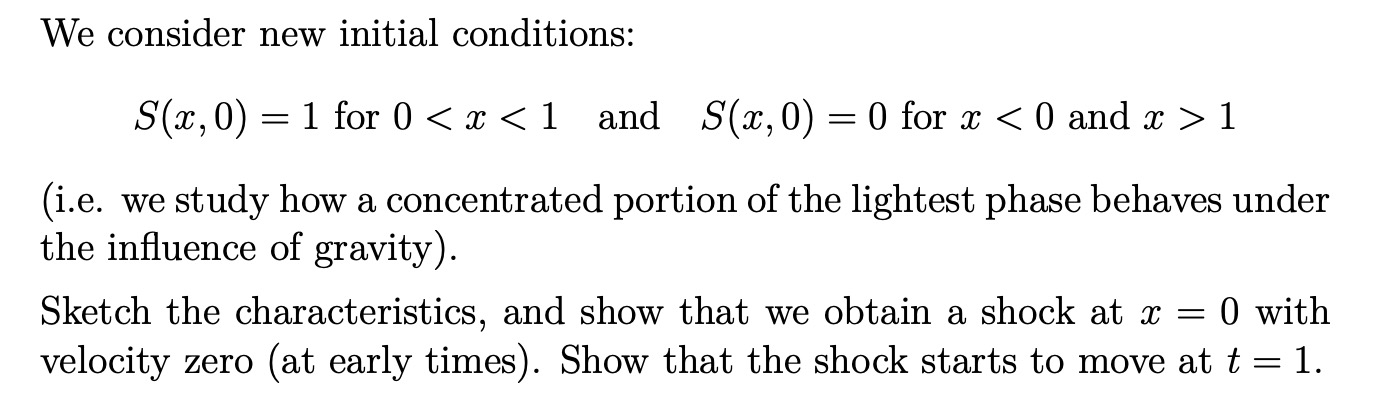 We consider new initial conditions:
S(x, 0) = 1 for 0 < x < 1 and S(x, 0) = 0 for x < 0 and x > 1
(i.e. we study how a concentrated portion of the lightest phase behaves under
the influence of gravity).
Sketch the characteristics, and show that we obtain a shock at x = 0 with
velocity zero (at early times). Show that the shock starts to move at t = 1.